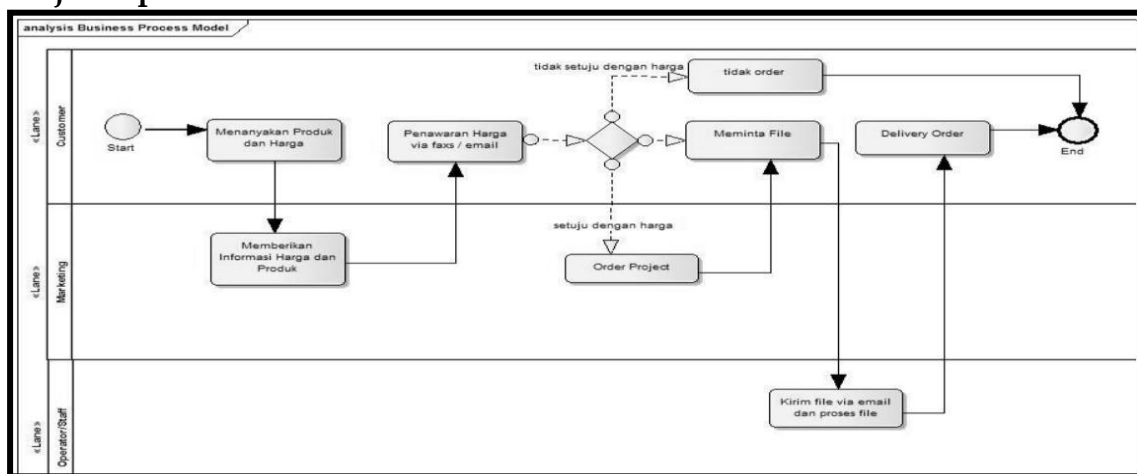 analysis Business Process Model
«Lane»
Customer
Start
Menanyakan Produk
dan Harga
Penawaran Harga
via faxs / email
tidak setuju dengan harga
tidak order
Meminta File
Delivery Order
End
setuju dengan harga
«Lane»
Marketing
Memberikan
Informasi Harga dan
Produk
Order Project
«Lane»
Operator/Staff
Kirim file via email
dan proses file